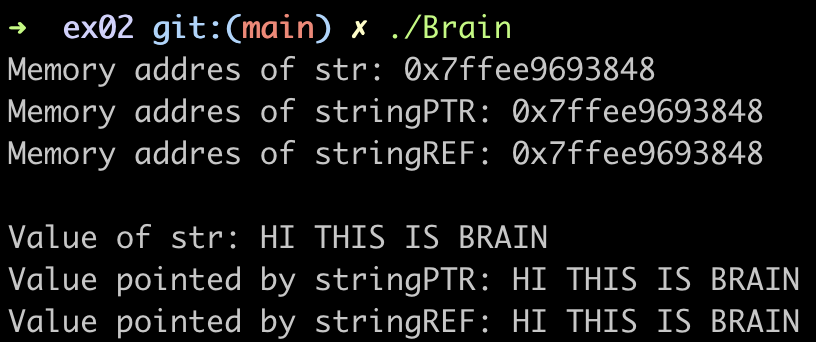 ➜  ex02 git:(main) ✗ ./Brain
Memory addres of str: 0x7ffee9693848
Memory addres of stringPTR: 0x7ffee9693848
Memory addres of stringREF: 0x7ffee9693848
Value of str: HI THIS IS BRAIN
Value pointed by stringPTR: HI THIS IS BRAIN
Value pointed by stringREF: HI THIS IS BRAIN